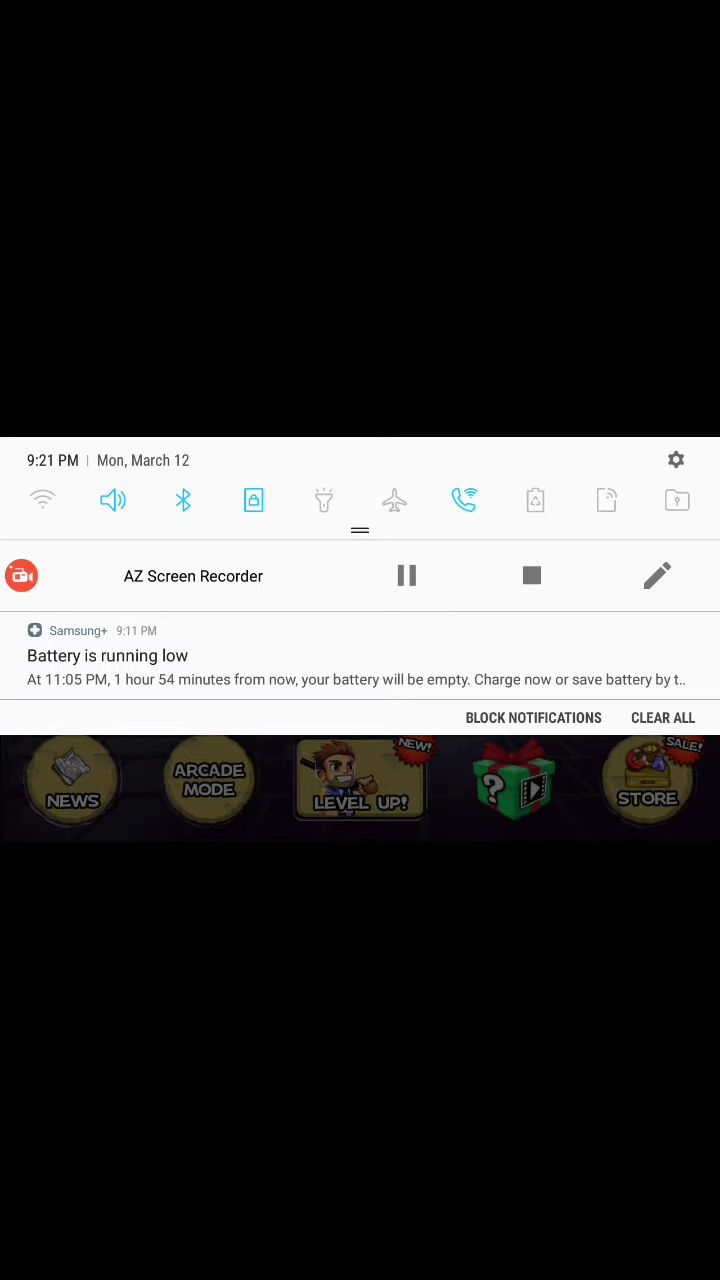 9:21 PM | Mon, March 12
AZ Screen Recorder
Samsung+ 9:11 PM
Battery is running low
At 11:05 PM, 1 hour 54 minutes from now, your battery will be empty. Charge now or save battery by t..
BLOCK NOTIFICATIONS CLEAR ALL
NEWS
ARCADE
MODE
NEW!
LEVEL UP!
?
SALE!
STORE